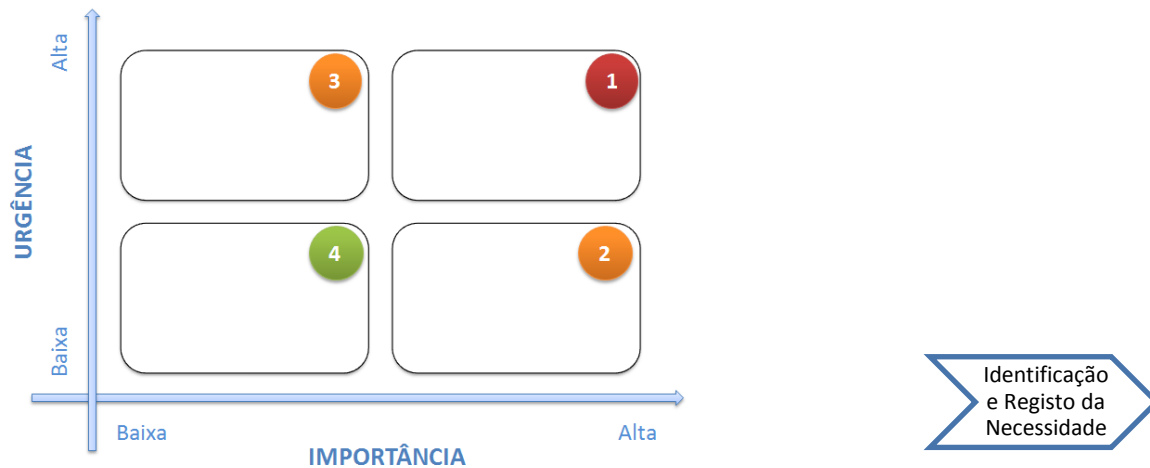 Alta
3
1
URGÊNCIA
4
2
Baixa
Baixa
Alta
IMPORTÂNCIA
Identificação
e Registo da
Necessidade